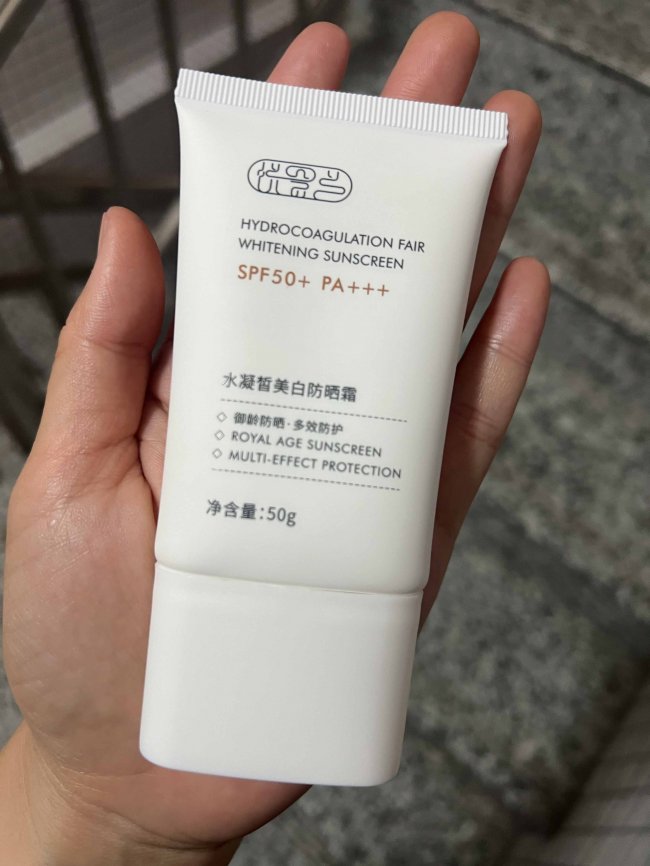 HYDROCOAGULATION FAIR
WHITENING SUNSCREEN
SPF50+ PA+++
水凝皙美白防晒霜
◇ 御龄防晒·多效防护
◇ ROYAL AGE SUNSCREEN
◇ MULTI-EFFECT PROTECTION
净含量:50g